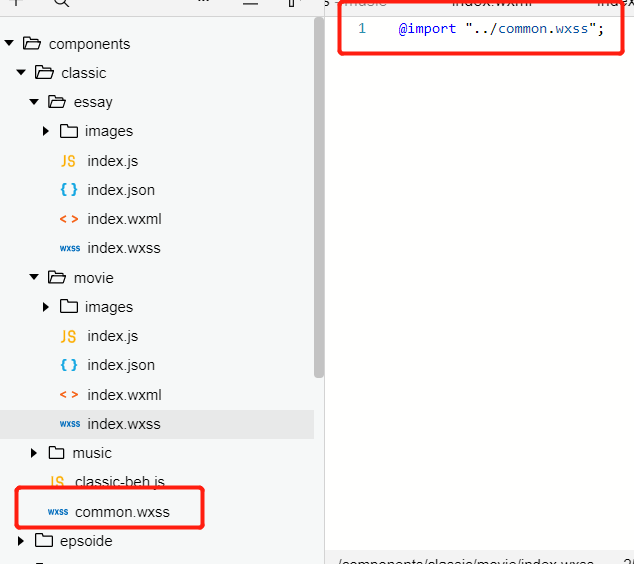 components
classic
essay
images
JS index.js
{ } index.json
< > index.wxml
wxss index.wxss
movie
images
JS index.js
{ } index.json
< > index.wxml
wxss index.wxss
music
JS classic-beh.js
wxss common.wxss
epsoide
index.wxml
1 @import "../common.wxss";
/components/classic/movie/index.wxss